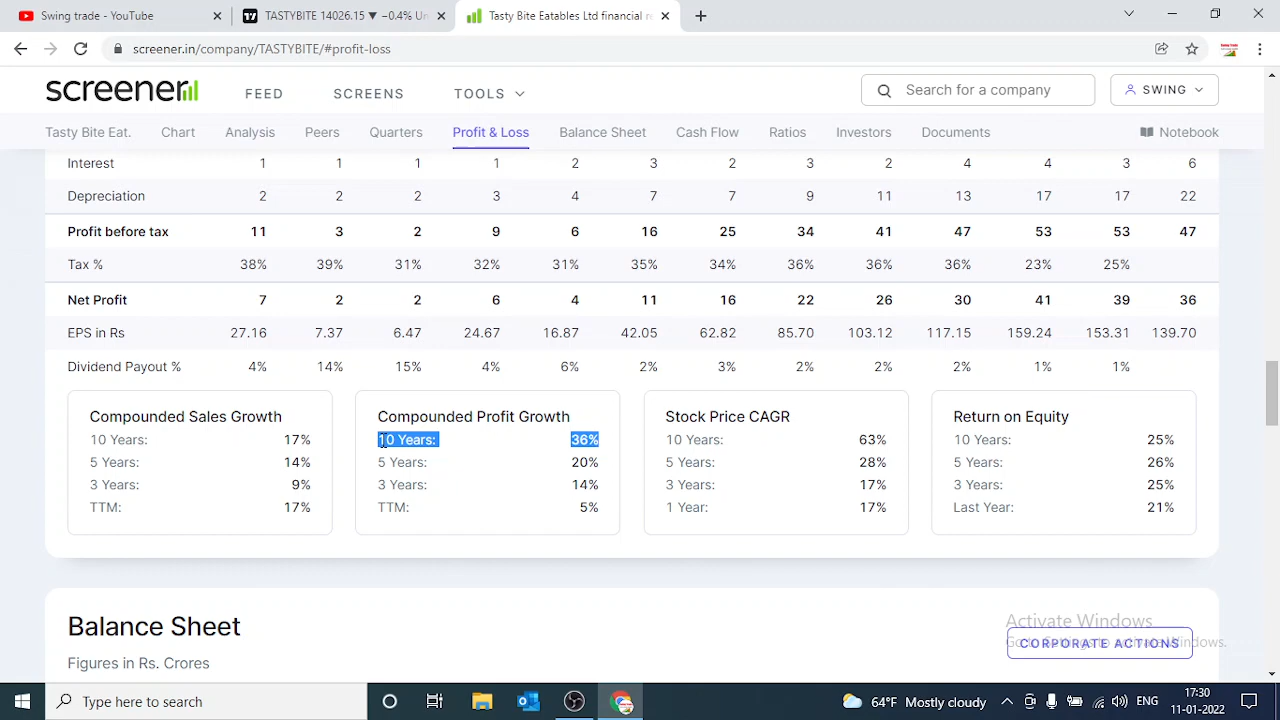 Swing trade - YouTube
TASTYBITE 14026.15 ▼ −0.4% Un
Tasty Bite Eatables Ltd financial re
screener.in/company/TASTYBITE/#profit-loss
screener
FEED SCREENS TOOLS
Search for a company
SWING
Tasty Bite Eat. Chart Analysis Peers Quarters Profit & Loss Balance Sheet Cash Flow Ratios Investors Documents Notebook
Interest 1 1 1 1 2 3 2 3 2 4 4 3 6
Depreciation 2 2 2 3 4 7 7 9 11 13 17 17 22
Profit before tax 11 3 2 9 6 16 25 34 41 47 53 53 47
Tax % 38% 39% 31% 32% 31% 35% 34% 36% 36% 36% 23% 25%
Net Profit 7 2 2 6 4 11 16 22 26 30 41 39 36
EPS in Rs 27.16 7.37 6.47 24.67 16.87 42.05 62.82 85.70 103.12 117.15 159.24 153.31 139.70
Dividend Payout % 4% 14% 15% 4% 6% 2% 3% 2% 2% 2% 1% 1%
Compounded Sales Growth
10 Years: 17%
5 Years: 14%
3 Years: 9%
TTM: 17%
Compounded Profit Growth
10 Years: 36%
5 Years: 20%
3 Years: 14%
TTM: 5%
Stock Price CAGR
10 Years: 63%
5 Years: 28%
3 Years: 17%
1 Year: 17%
Return on Equity
10 Years: 25%
5 Years: 26%
3 Years: 25%
Last Year: 21%
Balance Sheet
Figures in Rs. Crores
CORPORATE ACTIONS
Activate Windows
Go to Settings to activate Windows.
Type here to search
64°F Mostly cloudy
ENG
17:30
11-01-2022